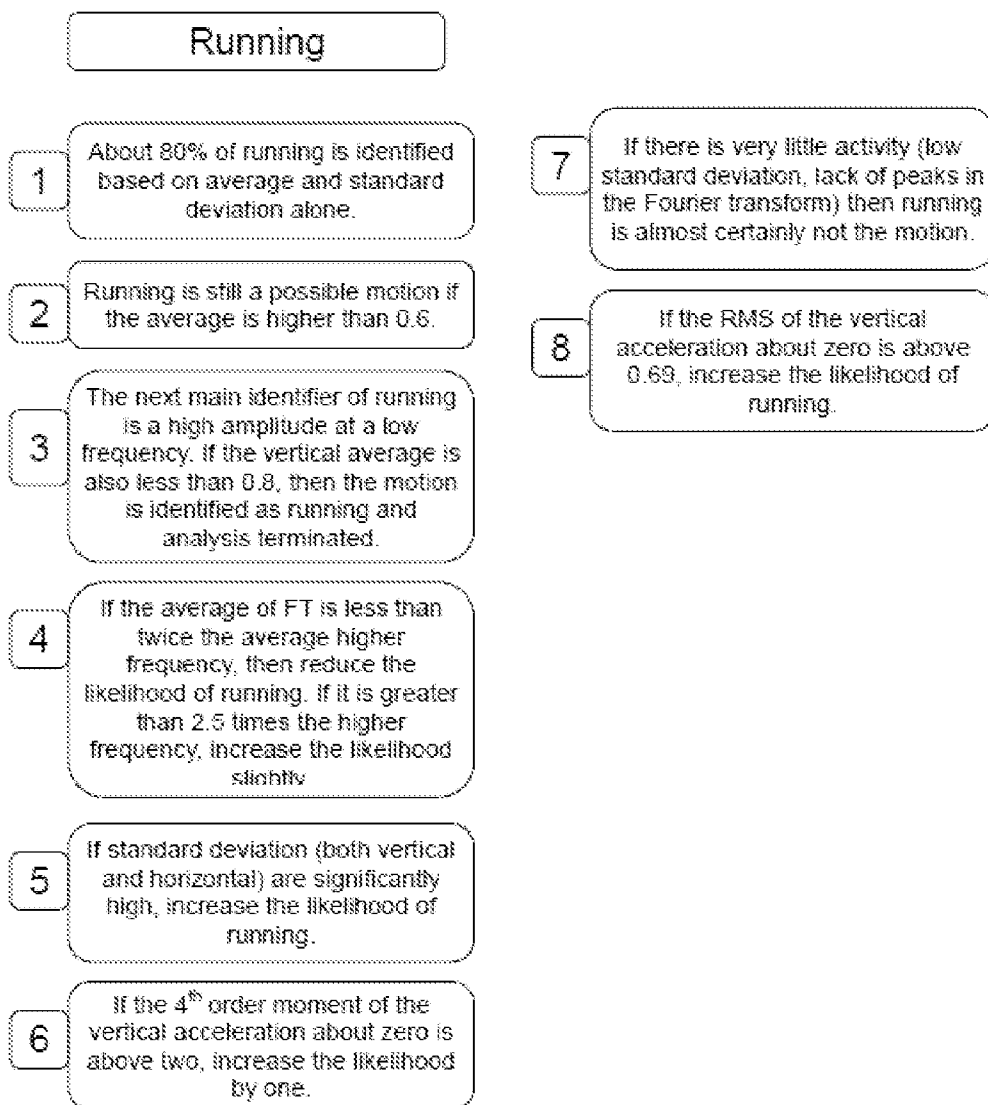 Running
1
About 80% of running is identified
based on average and standard
deviation alone.
2
Running is still a possible motion if
the average is higher than 0.6.
3
The next main identifier of running
is a high amplitude at a low
frequency. If the vertical average is
also less than 0.8, then the motion
is identified as running and
analysis terminated.
4
If the average of FT is less than
twice the average higher
frequency, then reduce the
likelihood of running. If it is greater
than 2.5 times the higher
frequency, increase the likelihood
slightly
5
If standard deviation (both vertical
and horizontal) are significantly
high, increase the likelihood of
running.
6
If the 4th order moment of the
vertical acceleration about zero is
above two, increase the likelihood
by one.
7
If there is very little activity (low
standard deviation, lack of peaks in
the Fourier transform) then running
is almost certainly not the motion.
8
If the RMS of the vertical
acceleration about zero is above
0.69, increase the likelihood of
running.